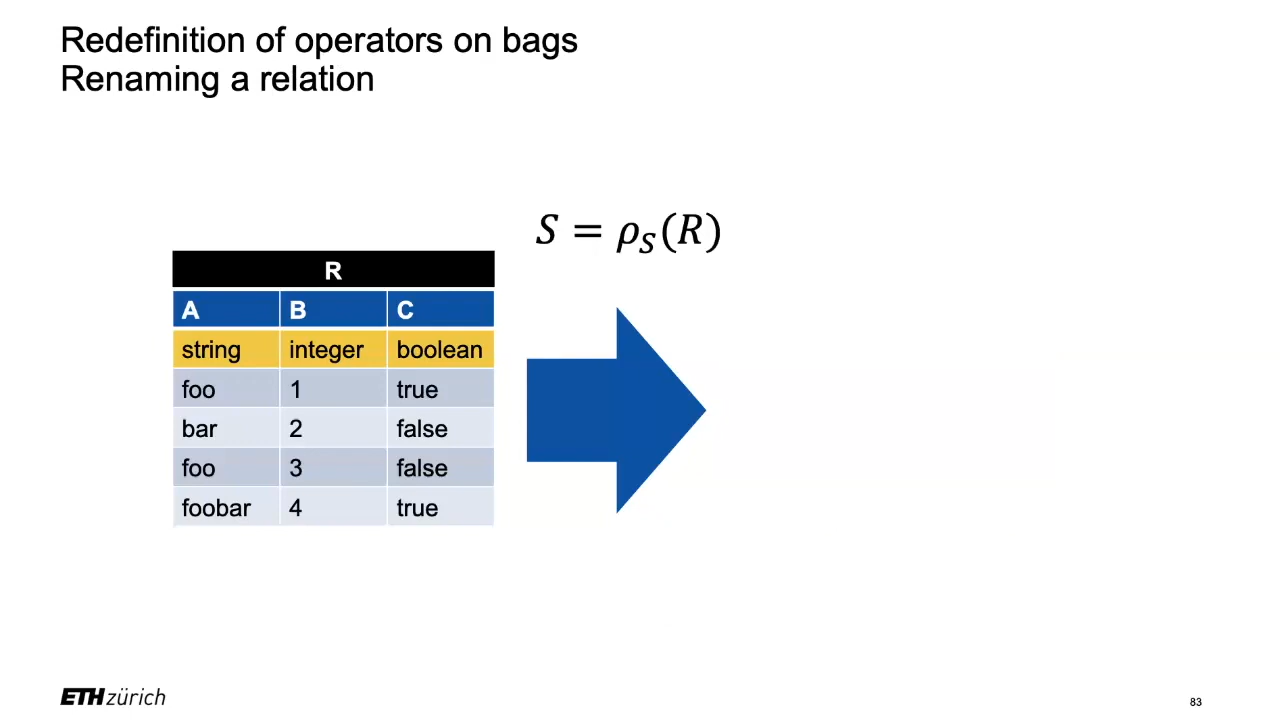 Redefinition of operators on bags
Renaming a relation
S = ρ_S(R)
R
A B C
string integer boolean
foo 1 true
bar 2 false
foo 3 false
foobar 4 true
ETH zürich
83